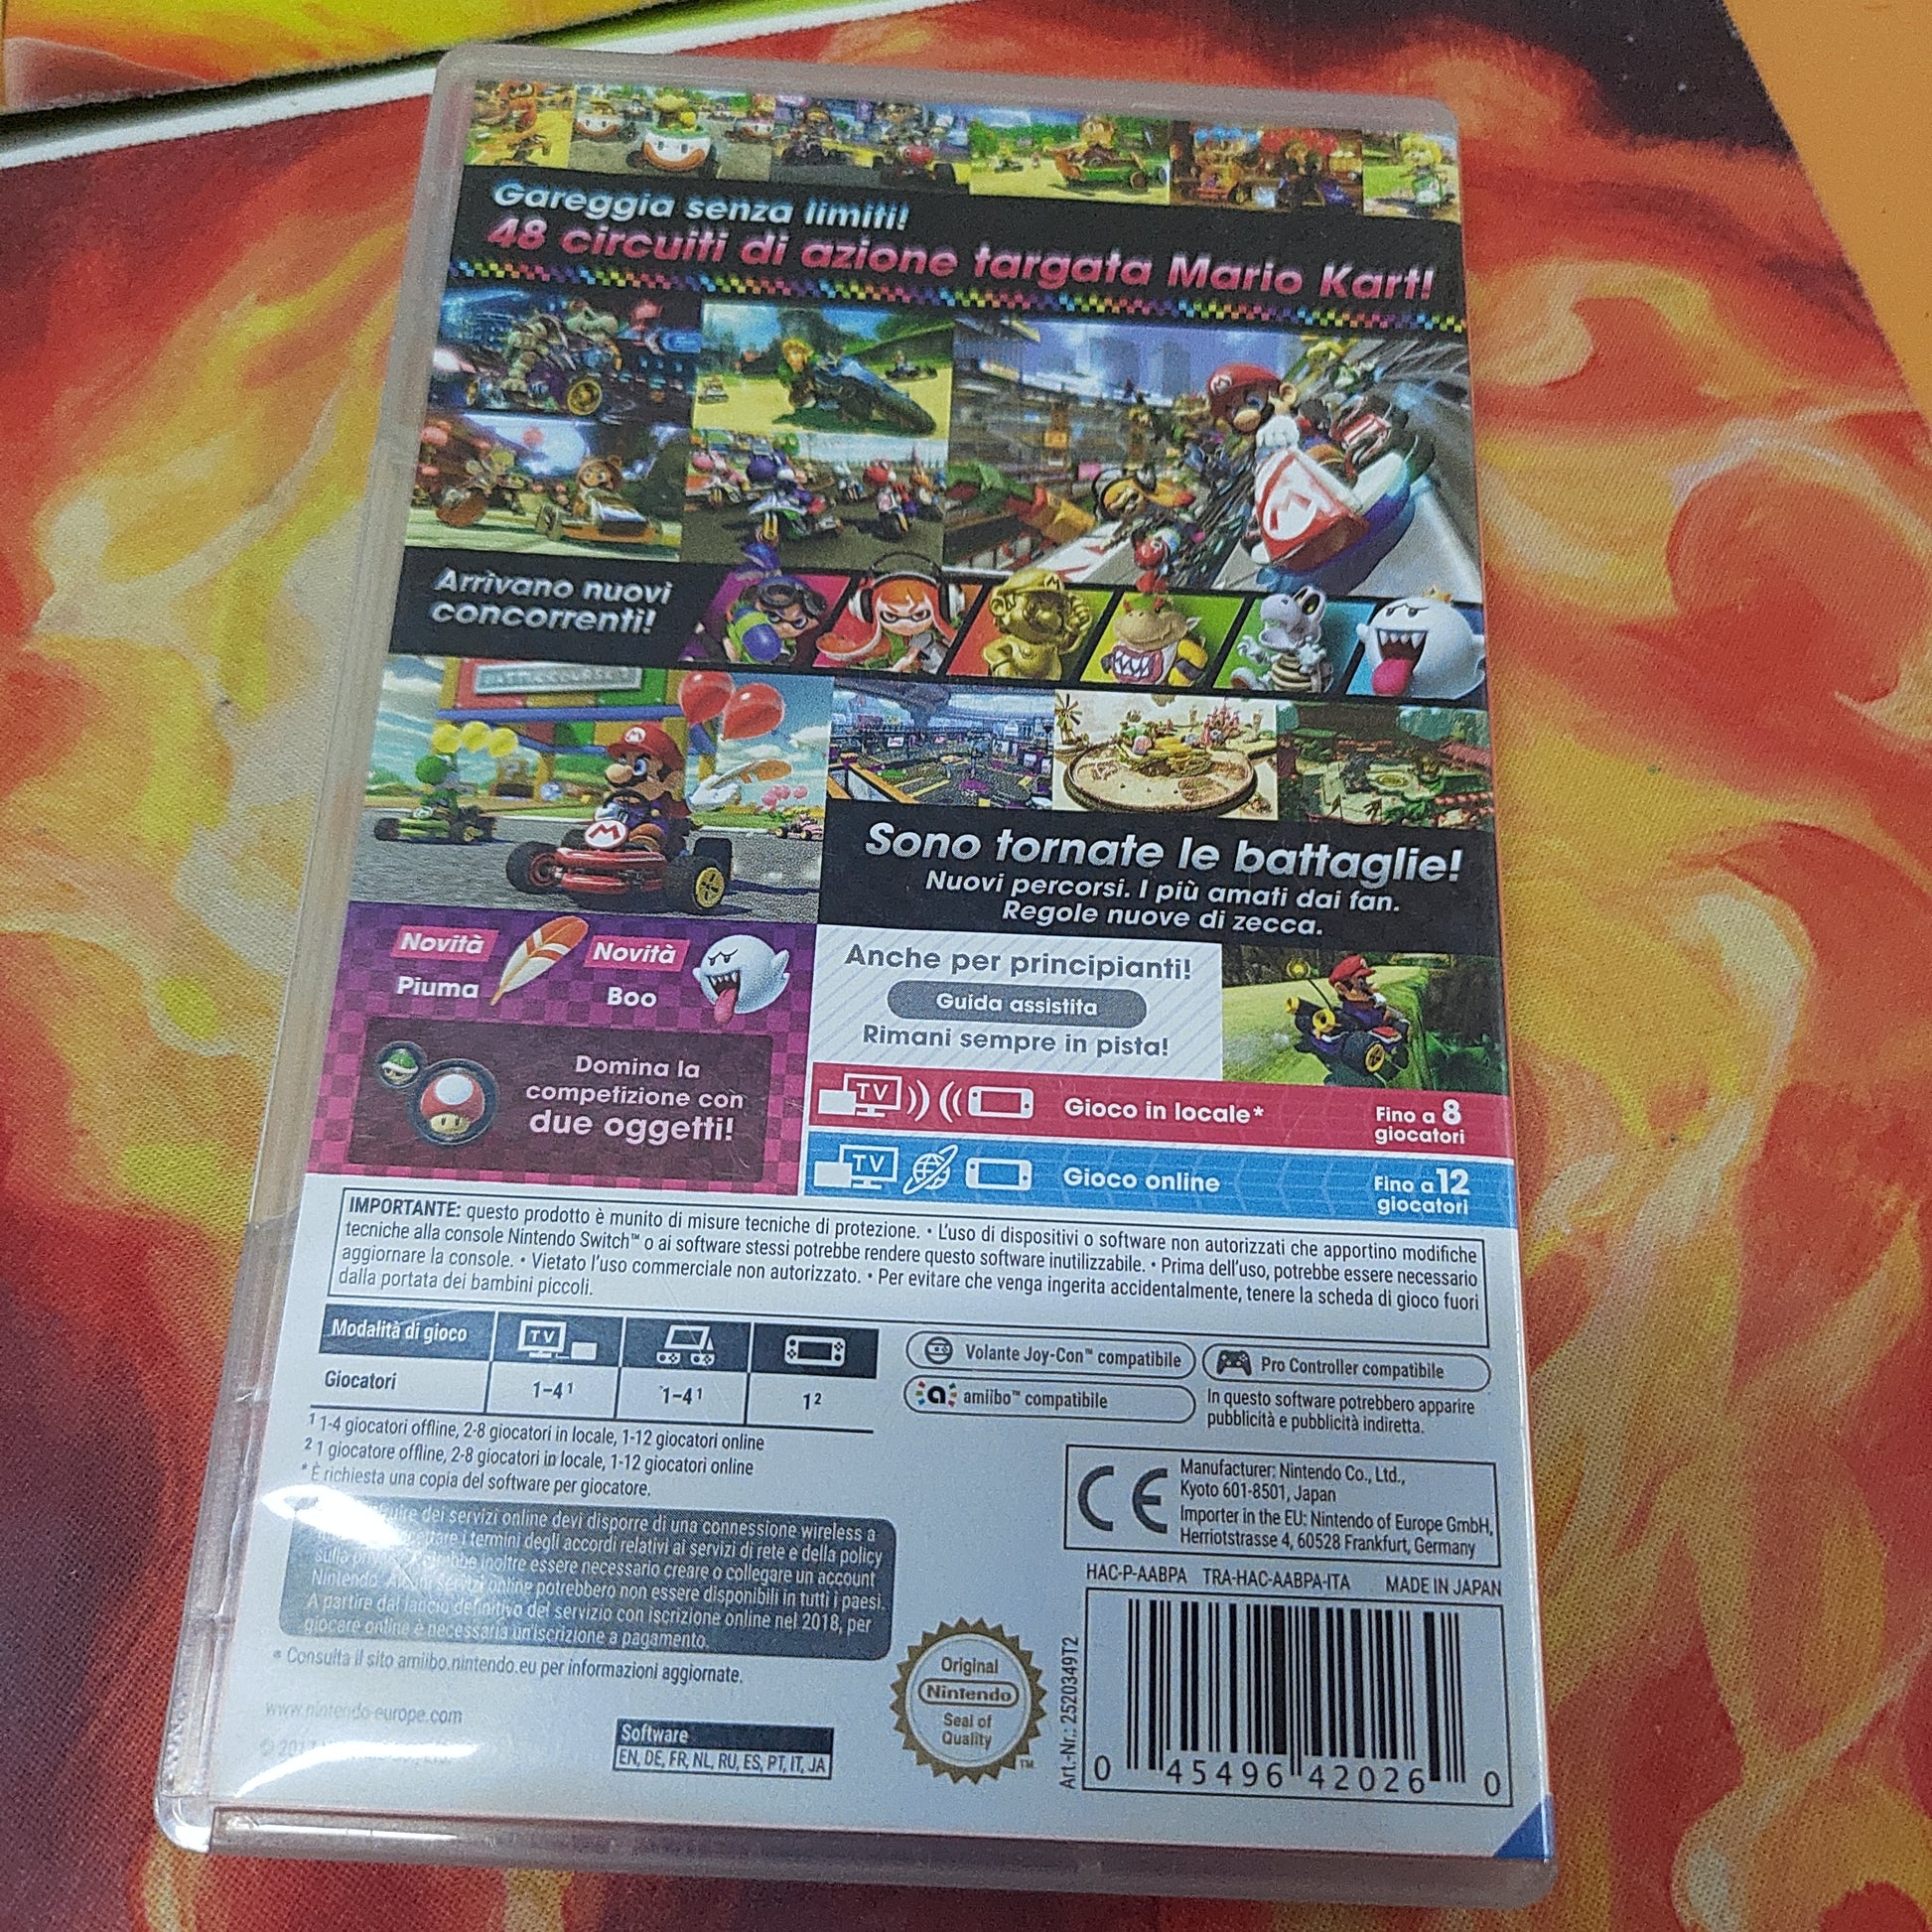 Gareggia senza limiti!
48 circuiti di azione targata Mario Kart!
Arrivano nuovi
concorrenti!
Sono tornate le battaglie!
Nuovi percorsi. I più amati dai fan.
Regole nuove di zecca.
Novità
Piuma
Novità
Boo
Domina la
competizione con
due oggetti!
Anche per principianti!
Guida assistita
Rimani sempre in pista!
TV
Gioco in locale*
Fino a 8
giocatori
TV
Gioco online
Fino a 12
giocatori
IMPORTANTE: questo prodotto è munito di misure tecniche di protezione. • L'uso di dispositivi o software non autorizzati che apportino modifiche
tecniche alla console Nintendo Switch™ o ai software stessi potrebbe rendere questo software inutilizzabile. • Prima dell'uso, potrebbe essere necessario
aggiornare la console. • Vietato l'uso commerciale non autorizzato. • Per evitare che venga ingerita accidentalmente, tenere la scheda di gioco fuori
dalla portata dei bambini piccoli.
Modalità di gioco
TV
Giocatori
1-4¹
1-4¹
1²
Volante Joy-Con™ compatibile
Pro Controller compatibile
amiibo™ compatibile
In questo software potrebbero apparire
pubblicità e pubblicità indiretta.
¹ 1-4 giocatori offline, 2-8 giocatori in locale, 1-12 giocatori online
² 1 giocatore offline, 2-8 giocatori in locale, 1-12 giocatori online
* È richiesta una copia del software per giocatore.
dei servizi online devi disporre di una connessione wireless a
i termini degli accordi relativi ai servizi di rete e della policy
sulla inoltre essere necessario creare o collegare un account
Nintendo. Alcuni servizi online potrebbero non essere disponibili in tutti i paesi.
A partire dal lancio definitivo del servizio con iscrizione online nel 2018, per
giocare online è necessaria un'iscrizione a pagamento.
* Consulta il sito amiibo.nintendo.eu per informazioni aggiornate.
www.nintendo-europe.com
© 2017
Software
EN, DE, FR, NL, RU, ES, PT, IT, JA
Original
Nintendo
Seal of
Quality
™
CE
Manufacturer: Nintendo Co., Ltd.,
Kyoto 601-8501, Japan
Importer in the EU: Nintendo of Europe GmbH,
Herriotstrasse 4, 60528 Frankfurt, Germany
HAC-P-AABPA TRA-HAC-AABPA-ITA MADE IN JAPAN
Art.-Nr.: 2520349T2
0 45496 42026 0